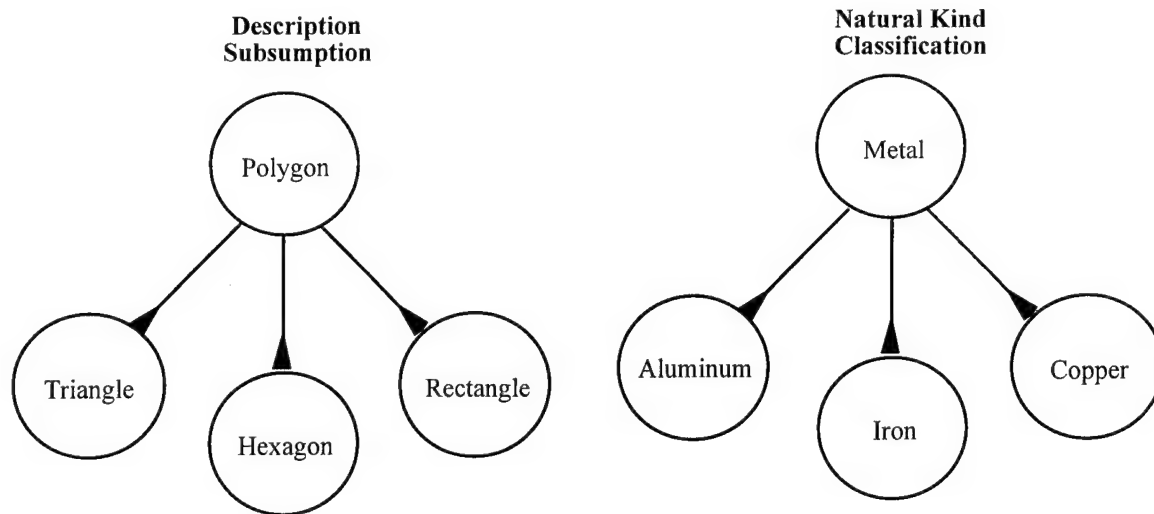 Description
Subsumption
Polygon
Triangle
Hexagon
Rectangle
Natural Kind
Classification
Metal
Aluminum
Iron
Copper